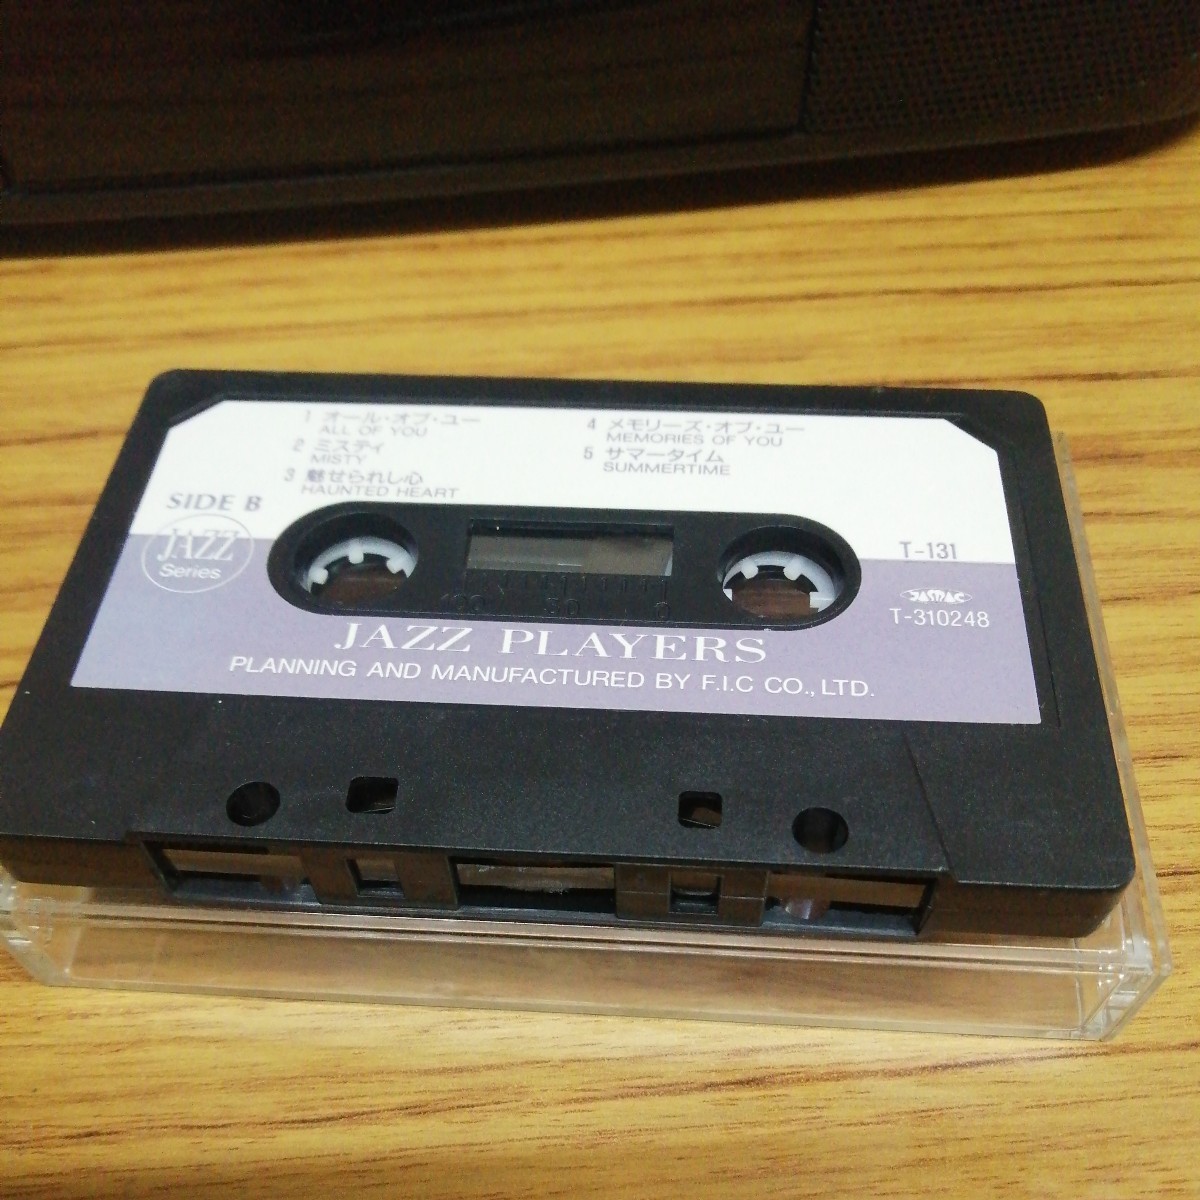 1 オール・オブ・ユー
ALL OF YOU
2 ミスティ
MISTY
3 魅せられし心
HAUNTED HEART
4 メモリーズ・オブ・ユー
MEMORIES OF YOU
5 サマータイム
SUMMERTIME
SIDE B
JAZZ
Series
T-131
JASRAC
T-310248
100 50 0
JAZZ PLAYERS
PLANNING AND MANUFACTURED BY F.I.C CO., LTD.